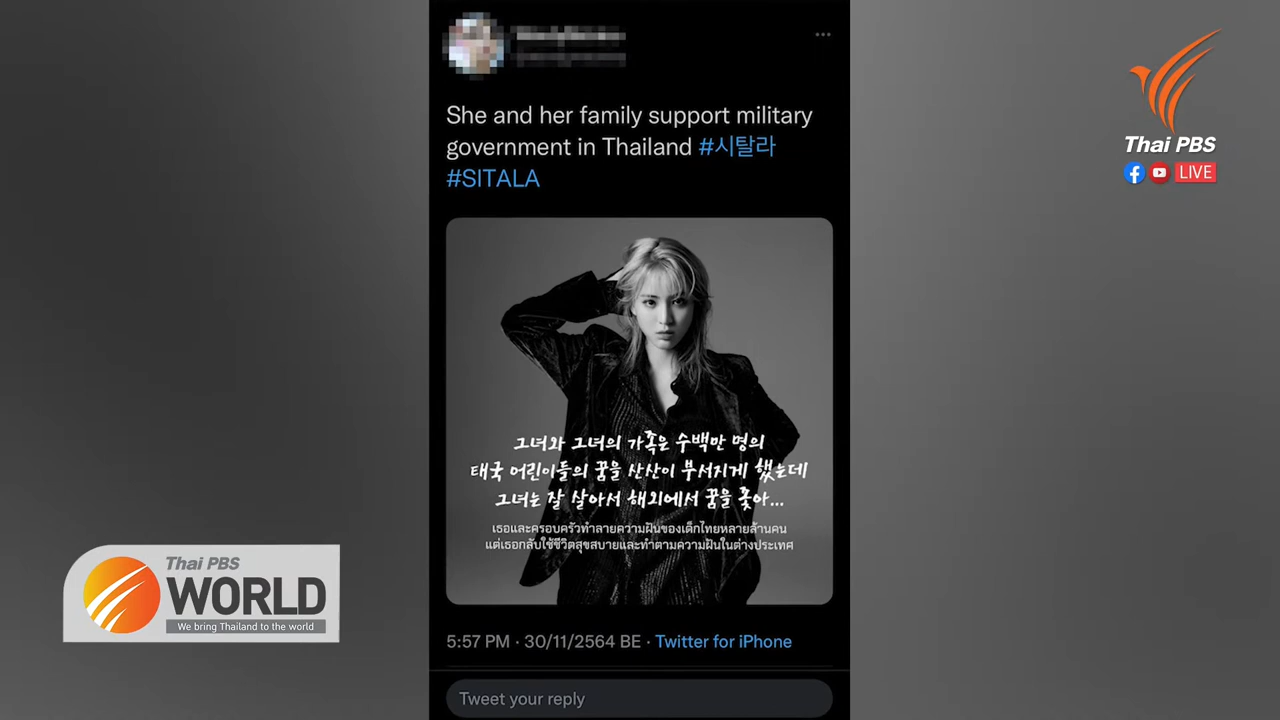 She and her family support military
government in Thailand #시탈라
#SITALA
그녀와 그녀의 가족은 수백만 명의
태국 어린이들의 꿈을 산산이 부서지게 했는데
그녀는 잘 살아서 해외에서 꿈을 좇아...
เธอและครอบครัวทำลายความฝันของเด็กไทยหลายล้านคน
แต่เธอกลับใช้ชีวิตสุขสบายและทำตามความฝันในต่างประเทศ
5:57 PM · 30/11/2564 BE · Twitter for iPhone
Tweet your reply
Thai PBS
LIVE
Thai PBS
WORLD
We bring Thailand to the world